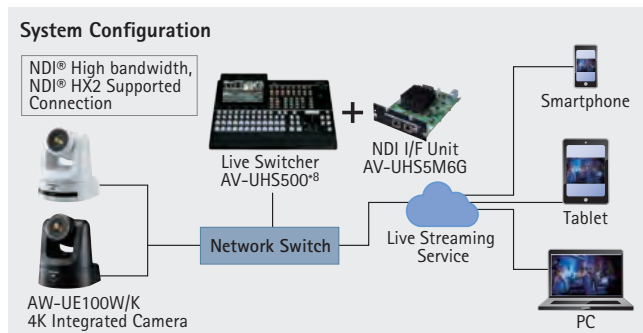 System Configuration
NDI® High bandwidth,
NDI® HX2 Supported
Connection
Live Switcher
AV-UHS500*8
+
NDI I/F Unit
AV-UHS5M6G
Smartphone
Tablet
Network Switch
Live Streaming
Service
AW-UE100W/K
4K Integrated Camera
PC